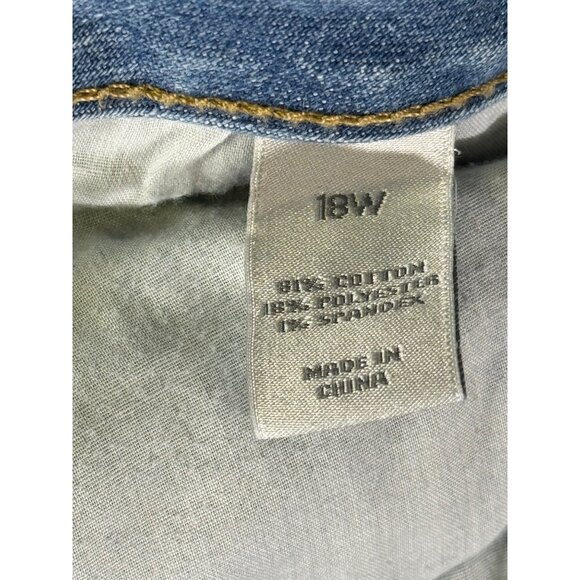 18W
81% COTTON
18% POLYESTER
1% SPANDEX
MADE IN
CHINA